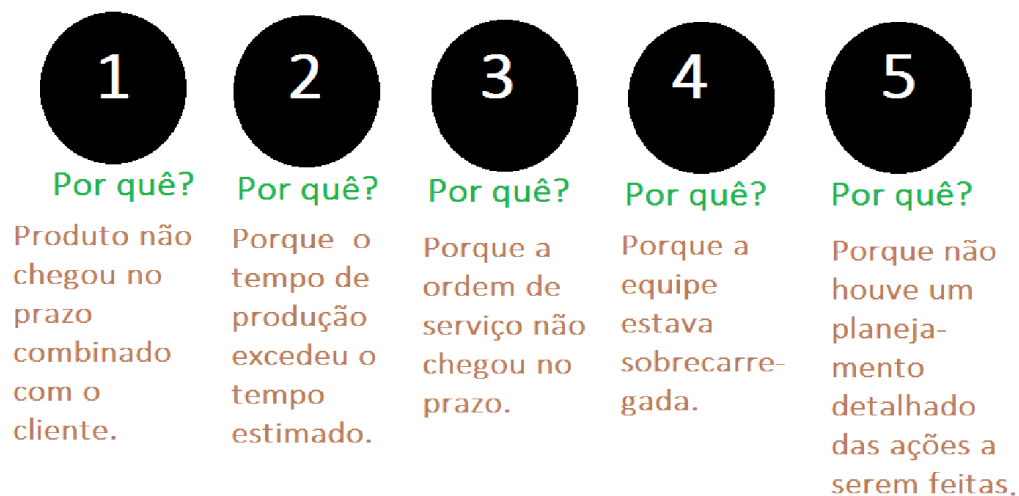 1
Por quê?
Produto não
chegou no
prazo
combinado
com o
cliente.
2
Por quê?
Porque o
tempo de
produção
excedeu o
tempo
estimado.
3
Por quê?
Porque a
ordem de
serviço não
chegou no
prazo.
4
Por quê?
Porque a
equipe
estava
sobrecarre-
gada.
5
Por quê?
Porque não
houve um
planeja-
mento
detalhado
das ações a
serem feitas.